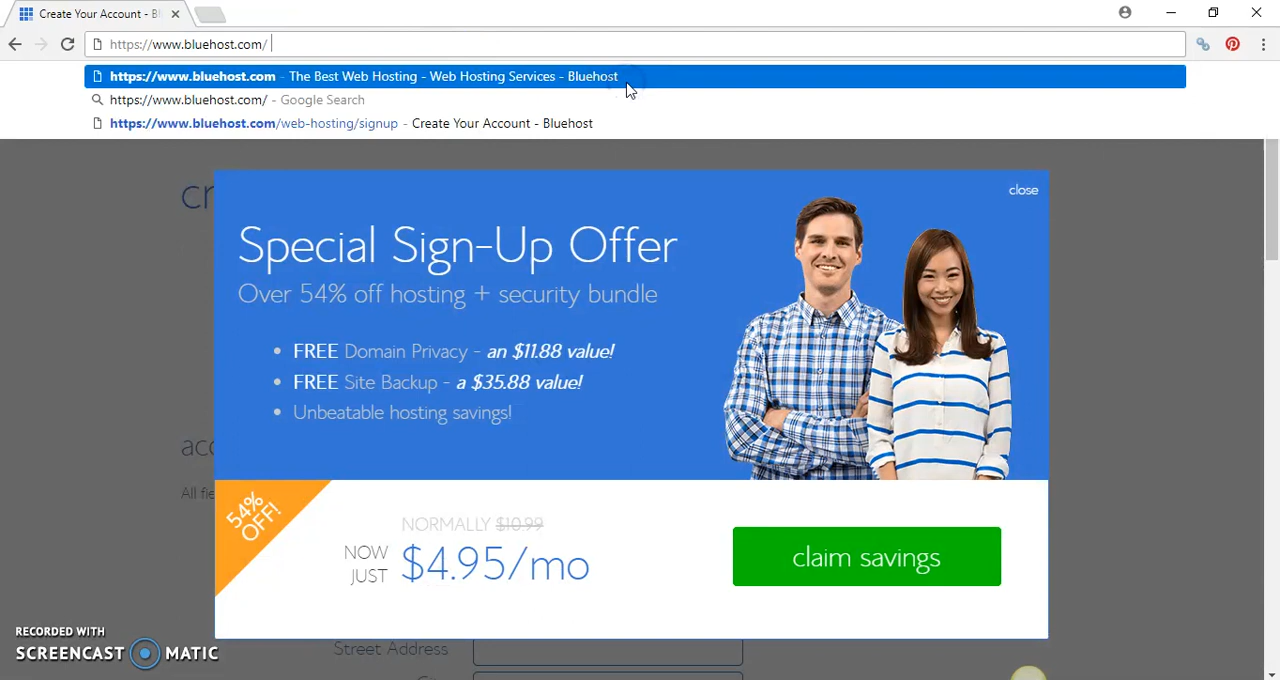 Create Your Account - Bl
https://www.bluehost.com/
https://www.bluehost.com - The Best Web Hosting - Web Hosting Services - Bluehost
https://www.bluehost.com/ - Google Search
https://www.bluehost.com/web-hosting/signup - Create Your Account - Bluehost
close
Special Sign-Up Offer
Over 54% off hosting + security bundle
• FREE Domain Privacy - an $11.88 value!
• FREE Site Backup - a $35.88 value!
• Unbeatable hosting savings!
54%
OFF!
NORMALLY $10.99
NOW
JUST
$4.95/mo
claim savings
Street Address
RECORDED WITH
SCREENCAST MATIC